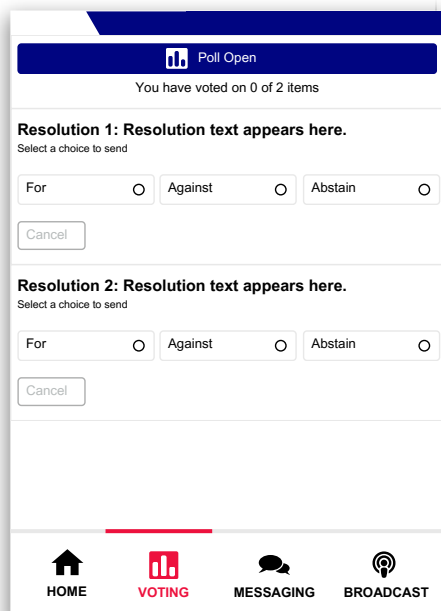 Poll Open
You have voted on 0 of 2 items
Resolution 1: Resolution text appears here.
Select a choice to send
For Against Abstain
Cancel
Resolution 2: Resolution text appears here.
Select a choice to send
For Against Abstain
Cancel
HOME VOTING MESSAGING BROADCAST